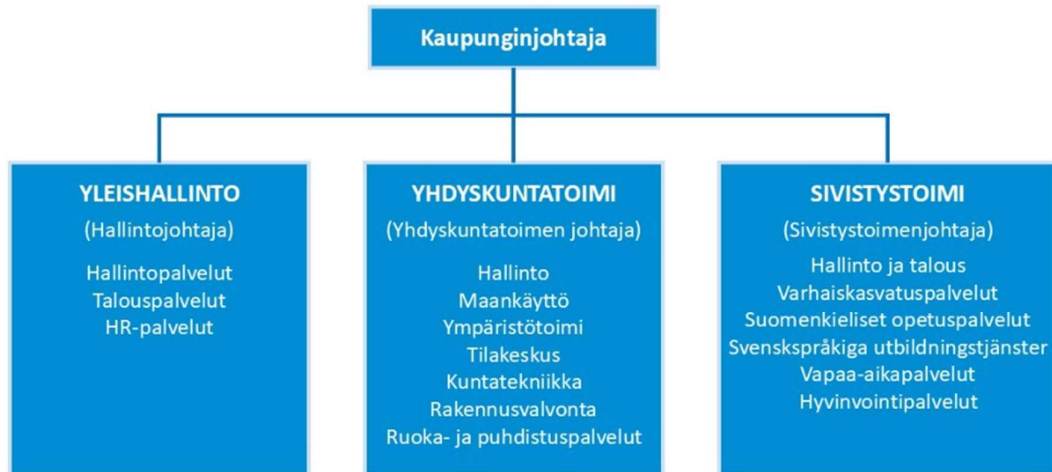 Kaupunginjohtaja
YLEISHALLINTO
(Hallintojohtaja)
Hallintopalvelut
Talouspalvelut
HR-palvelut
YHDYSKUNTATOIMI
(Yhdyskuntatoimen johtaja)
Hallinto
Maankäyttö
Ympäristötoimi
Tilakeskus
Kuntatekniikka
Rakennusvalvonta
Ruoka- ja puhdistuspalvelut
SIVISTYSTOIMI
(Sivistystoimenjohtaja)
Hallinto ja talous
Varhaiskasvatuspalvelut
Suomenkieliset opetuspalvelut
Svenskspråkiga utbildningstjänster
Vapaa-aikapalvelut
Hyvinvointipalvelut